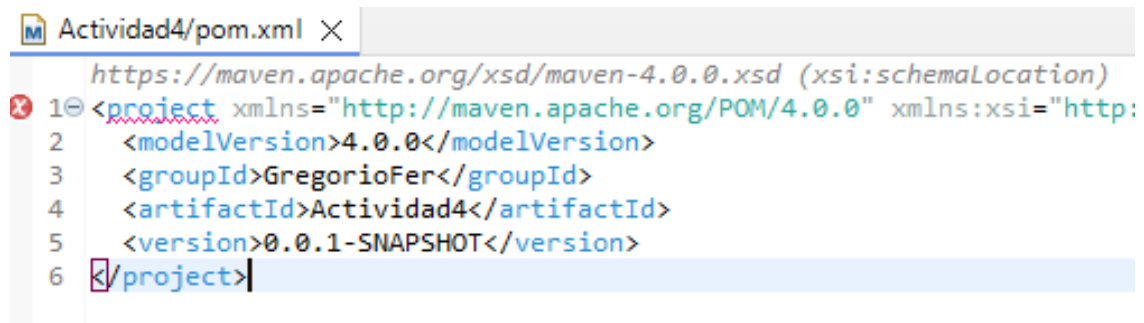 M Actividad4/pom.xml
https://maven.apache.org/xsd/maven-4.0.0.xsd (xsi:schemaLocation)
1 <project xmlns="http://maven.apache.org/POM/4.0.0" xmlns:xsi="http:
2 <modelVersion>4.0.0</modelVersion>
3 <groupId>GregorioFer</groupId>
4 <artifactId>Actividad4</artifactId>
5 <version>0.0.1-SNAPSHOT</version>
6 </project>